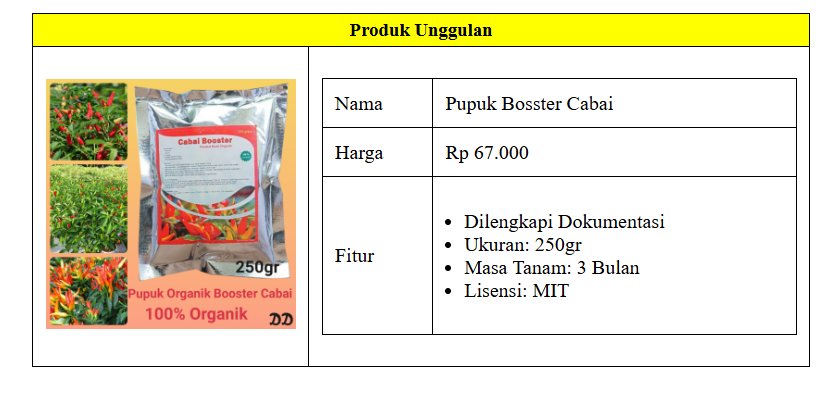 Produk Unggulan
Cabai Booster
250gr
Pupuk Organik Booster Cabai
100% Organik
DD
Nama
Pupuk Bosster Cabai
Harga
Rp 67.000
Fitur
Dilengkapi Dokumentasi
Ukuran: 250gr
Masa Tanam: 3 Bulan
Lisensi: MIT